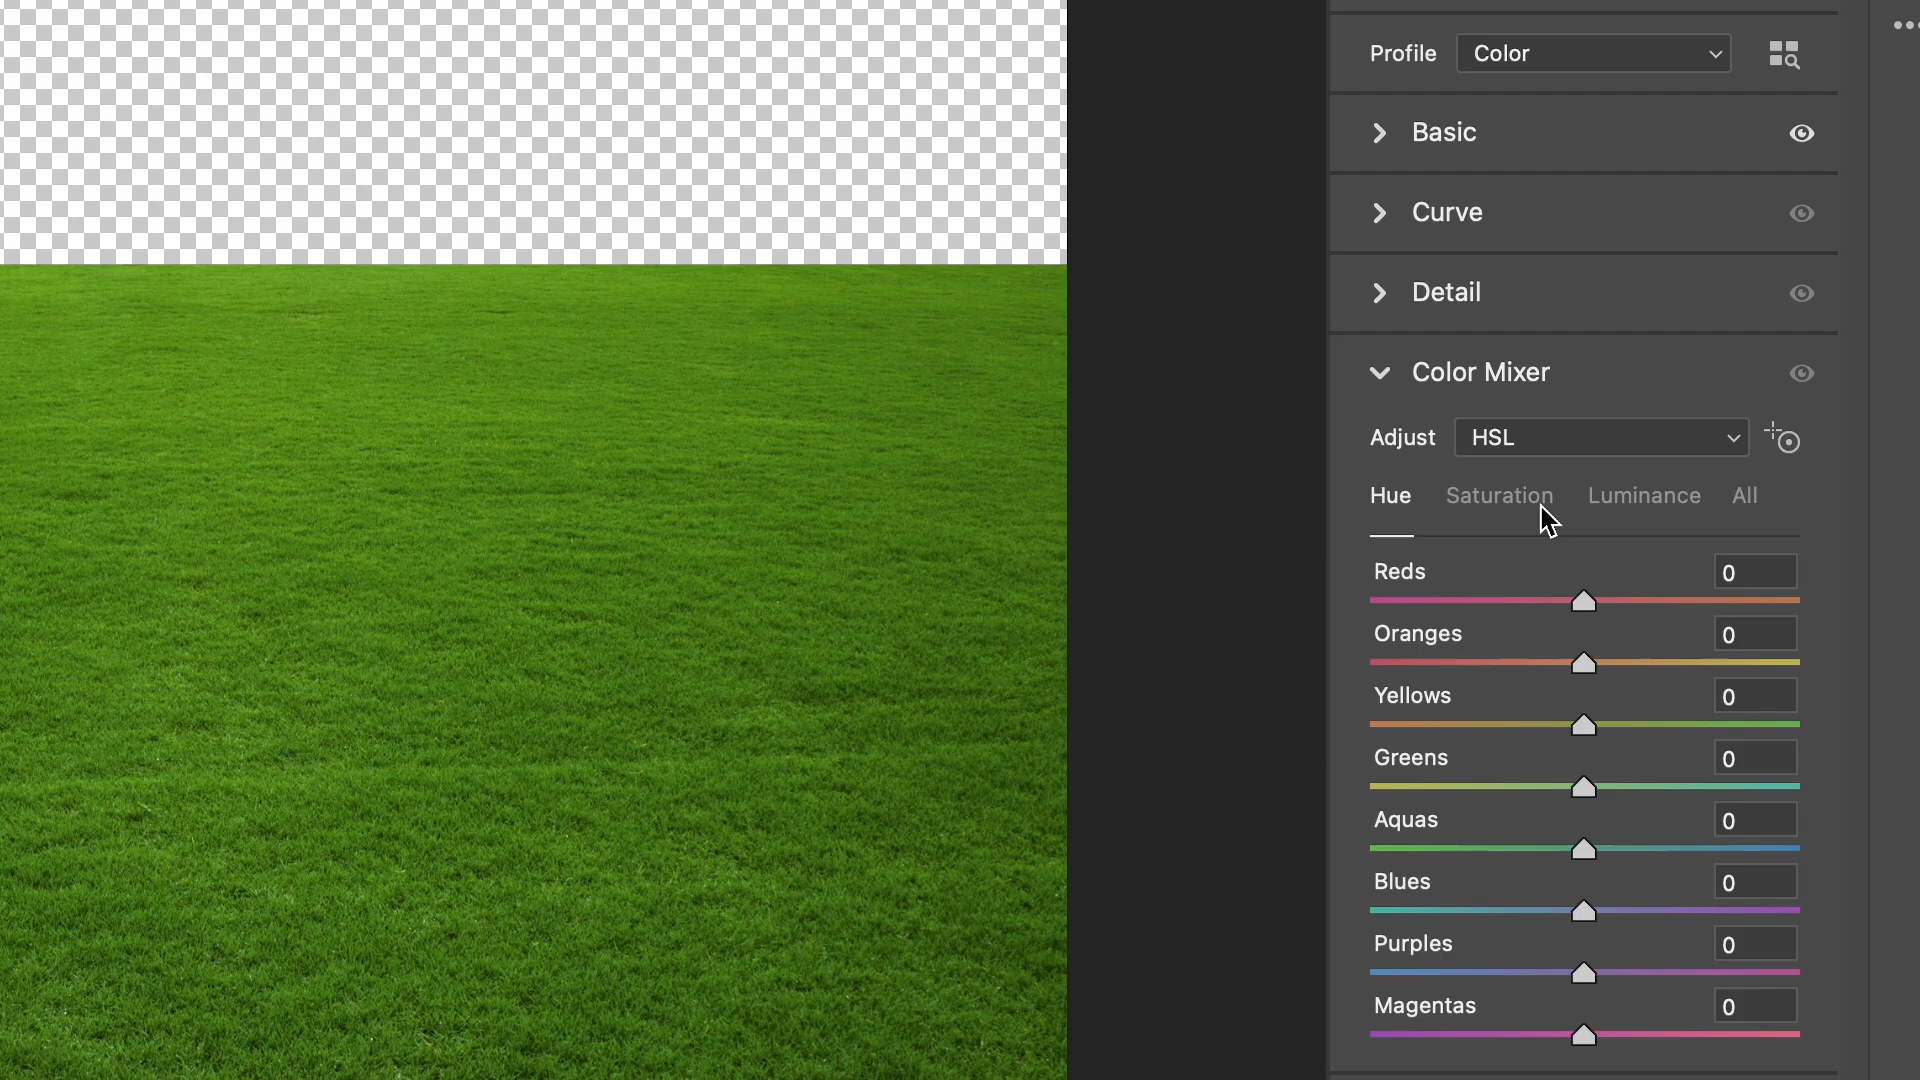 Profile Color
Basic
Curve
Detail
Color Mixer
Adjust HSL
Hue Saturation Luminance All
Reds 0
Oranges 0
Yellows 0
Greens 0
Aquas 0
Blues 0
Purples 0
Magentas 0